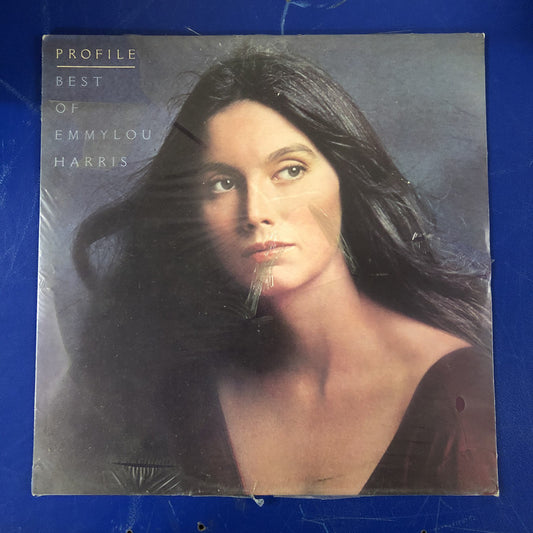 PROFILE
BEST
OF
EMMYLOU
HARRIS